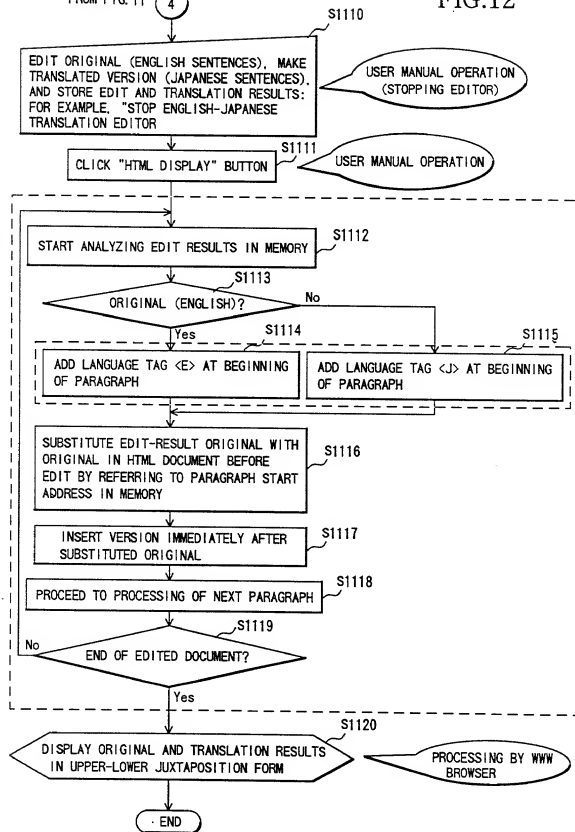 FROM FIG. 11
4
FIG.12
S1110
EDIT ORIGINAL (ENGLISH SENTENCES), MAKE
TRANSLATED VERSION (JAPANESE SENTENCES),
AND STORE EDIT AND TRANSLATION RESULTS:
FOR EXAMPLE, "STOP ENGLISH-JAPANESE
TRANSLATION EDITOR
USER MANUAL OPERATION
(STOPPING EDITOR)
S1111
CLICK "HTML DISPLAY" BUTTON
USER MANUAL OPERATION
START ANALYZING EDIT RESULTS IN MEMORY
S1112
S1113
ORIGINAL (ENGLISH)?
No
Yes
S1114
S1115
ADD LANGUAGE TAG <E> AT BEGINNING
OF PARAGRAPH
ADD LANGUAGE TAG <J> AT BEGINNING
OF PARAGRAPH
SUBSTITUTE EDIT-RESULT ORIGINAL WITH
ORIGINAL IN HTML DOCUMENT BEFORE
EDIT BY REFERRING TO PARAGRAPH START
ADDRESS IN MEMORY
S1116
INSERT VERSION IMMEDIATELY AFTER
SUBSTITUTED ORIGINAL
S1117
PROCEED TO PROCESSING OF NEXT PARAGRAPH
S1118
S1119
No
END OF EDITED DOCUMENT?
Yes
S1120
DISPLAY ORIGINAL AND TRANSLATION RESULTS
IN UPPER-LOWER JUXTAPOSITION FORM
PROCESSING BY WWW
BROWSER
END